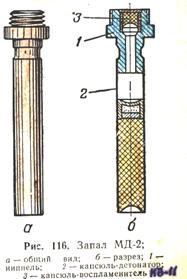 3
1
2
а
б
Рис. 116. Запал МД-2;
а — общий вид; б — разрез; 1 —
ниппель; 2 — капсюль-детонатор;
3 — капсюль-воспламенитель